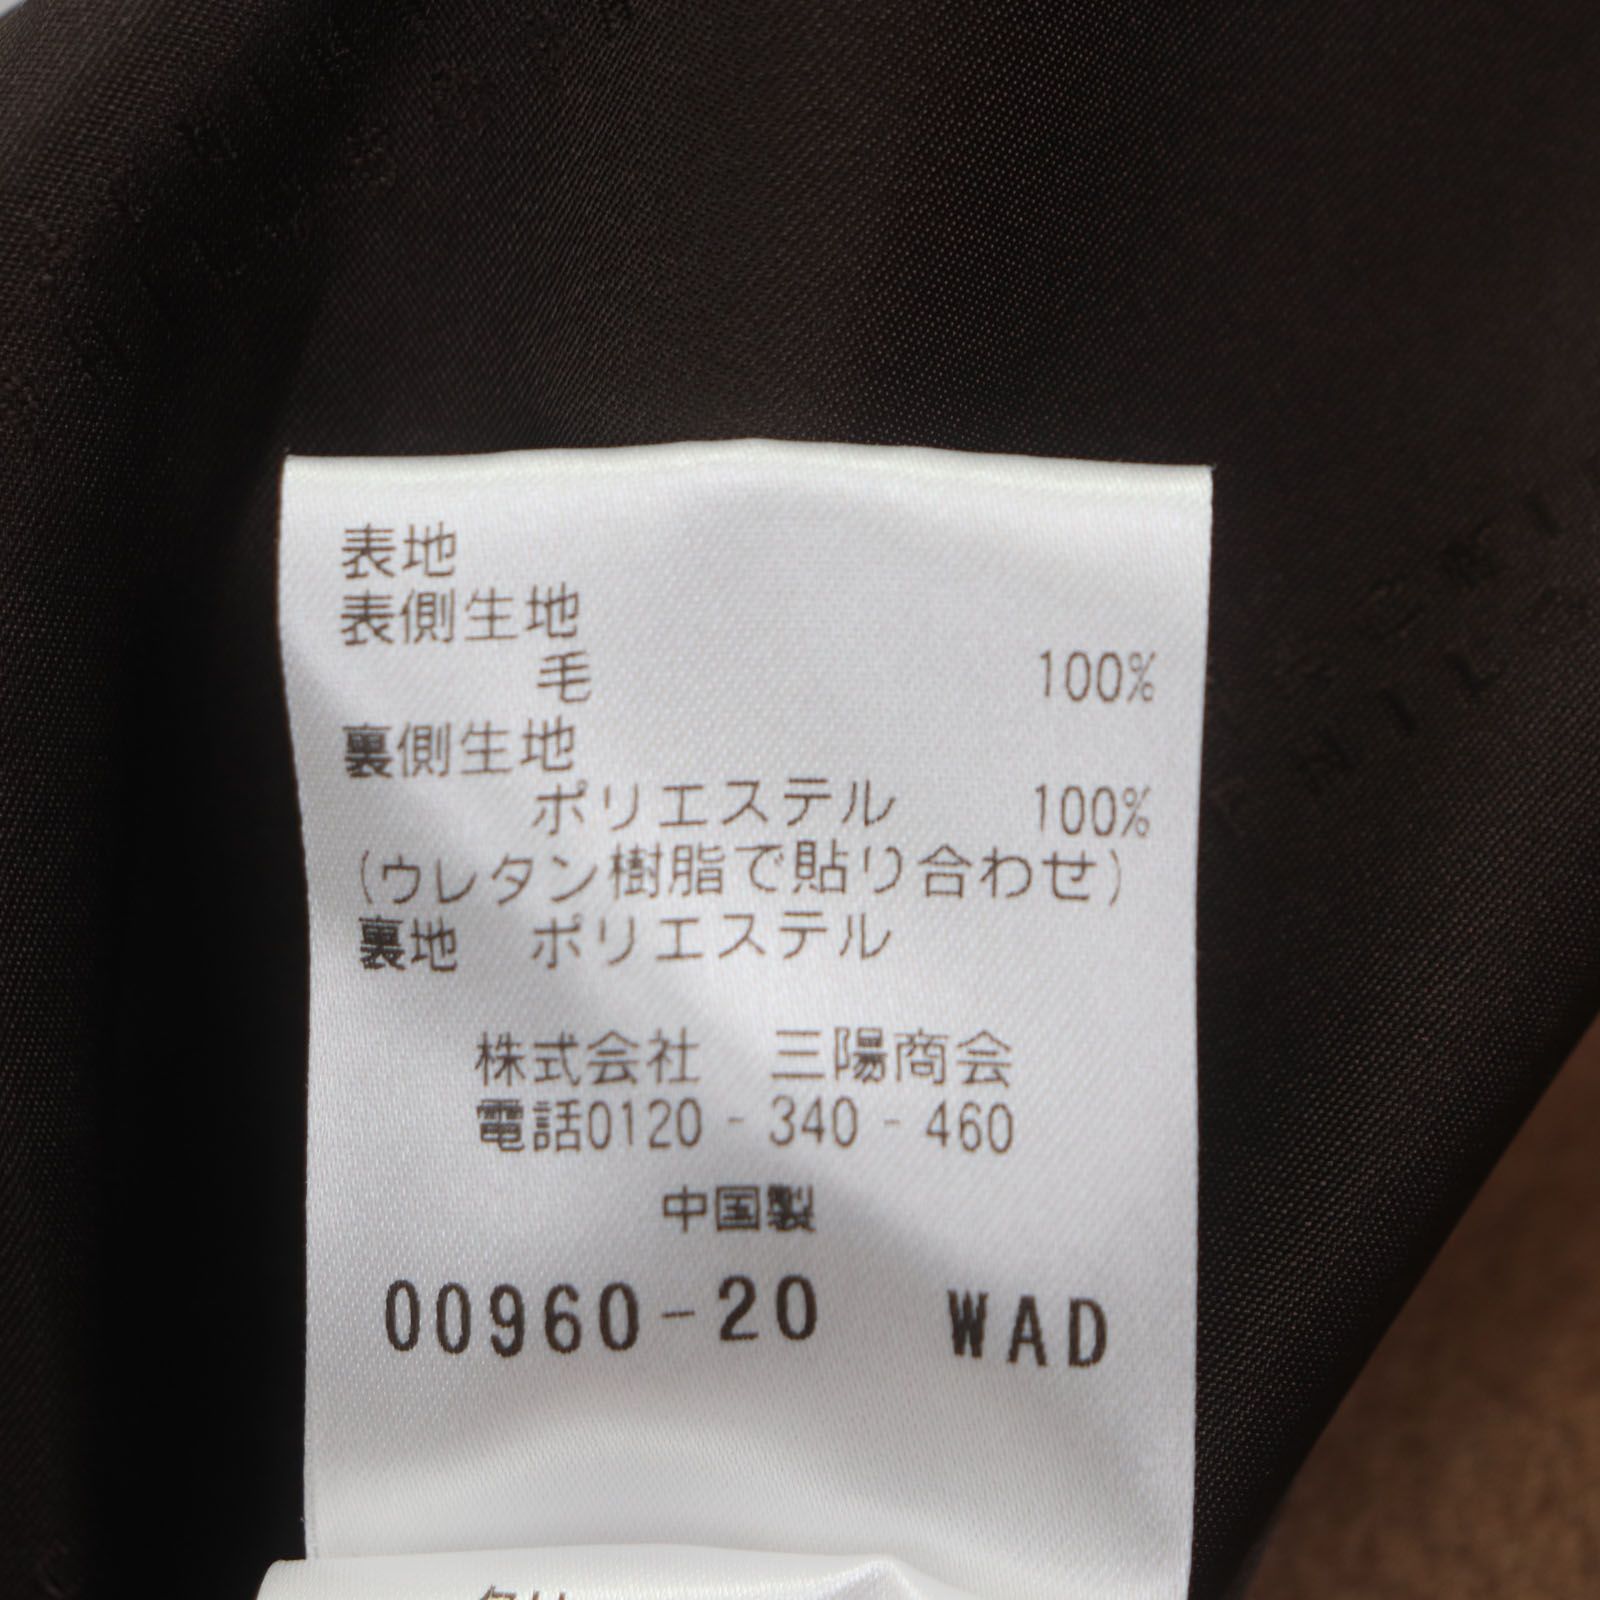 表地
表側生地
毛 100%
裏側生地
ポリエステル 100%
(ウレタン樹脂で貼り合わせ)
裏地 ポリエステル
株式会社 三陽商会
電話0120-340-460
中国製
00960-20 WAD